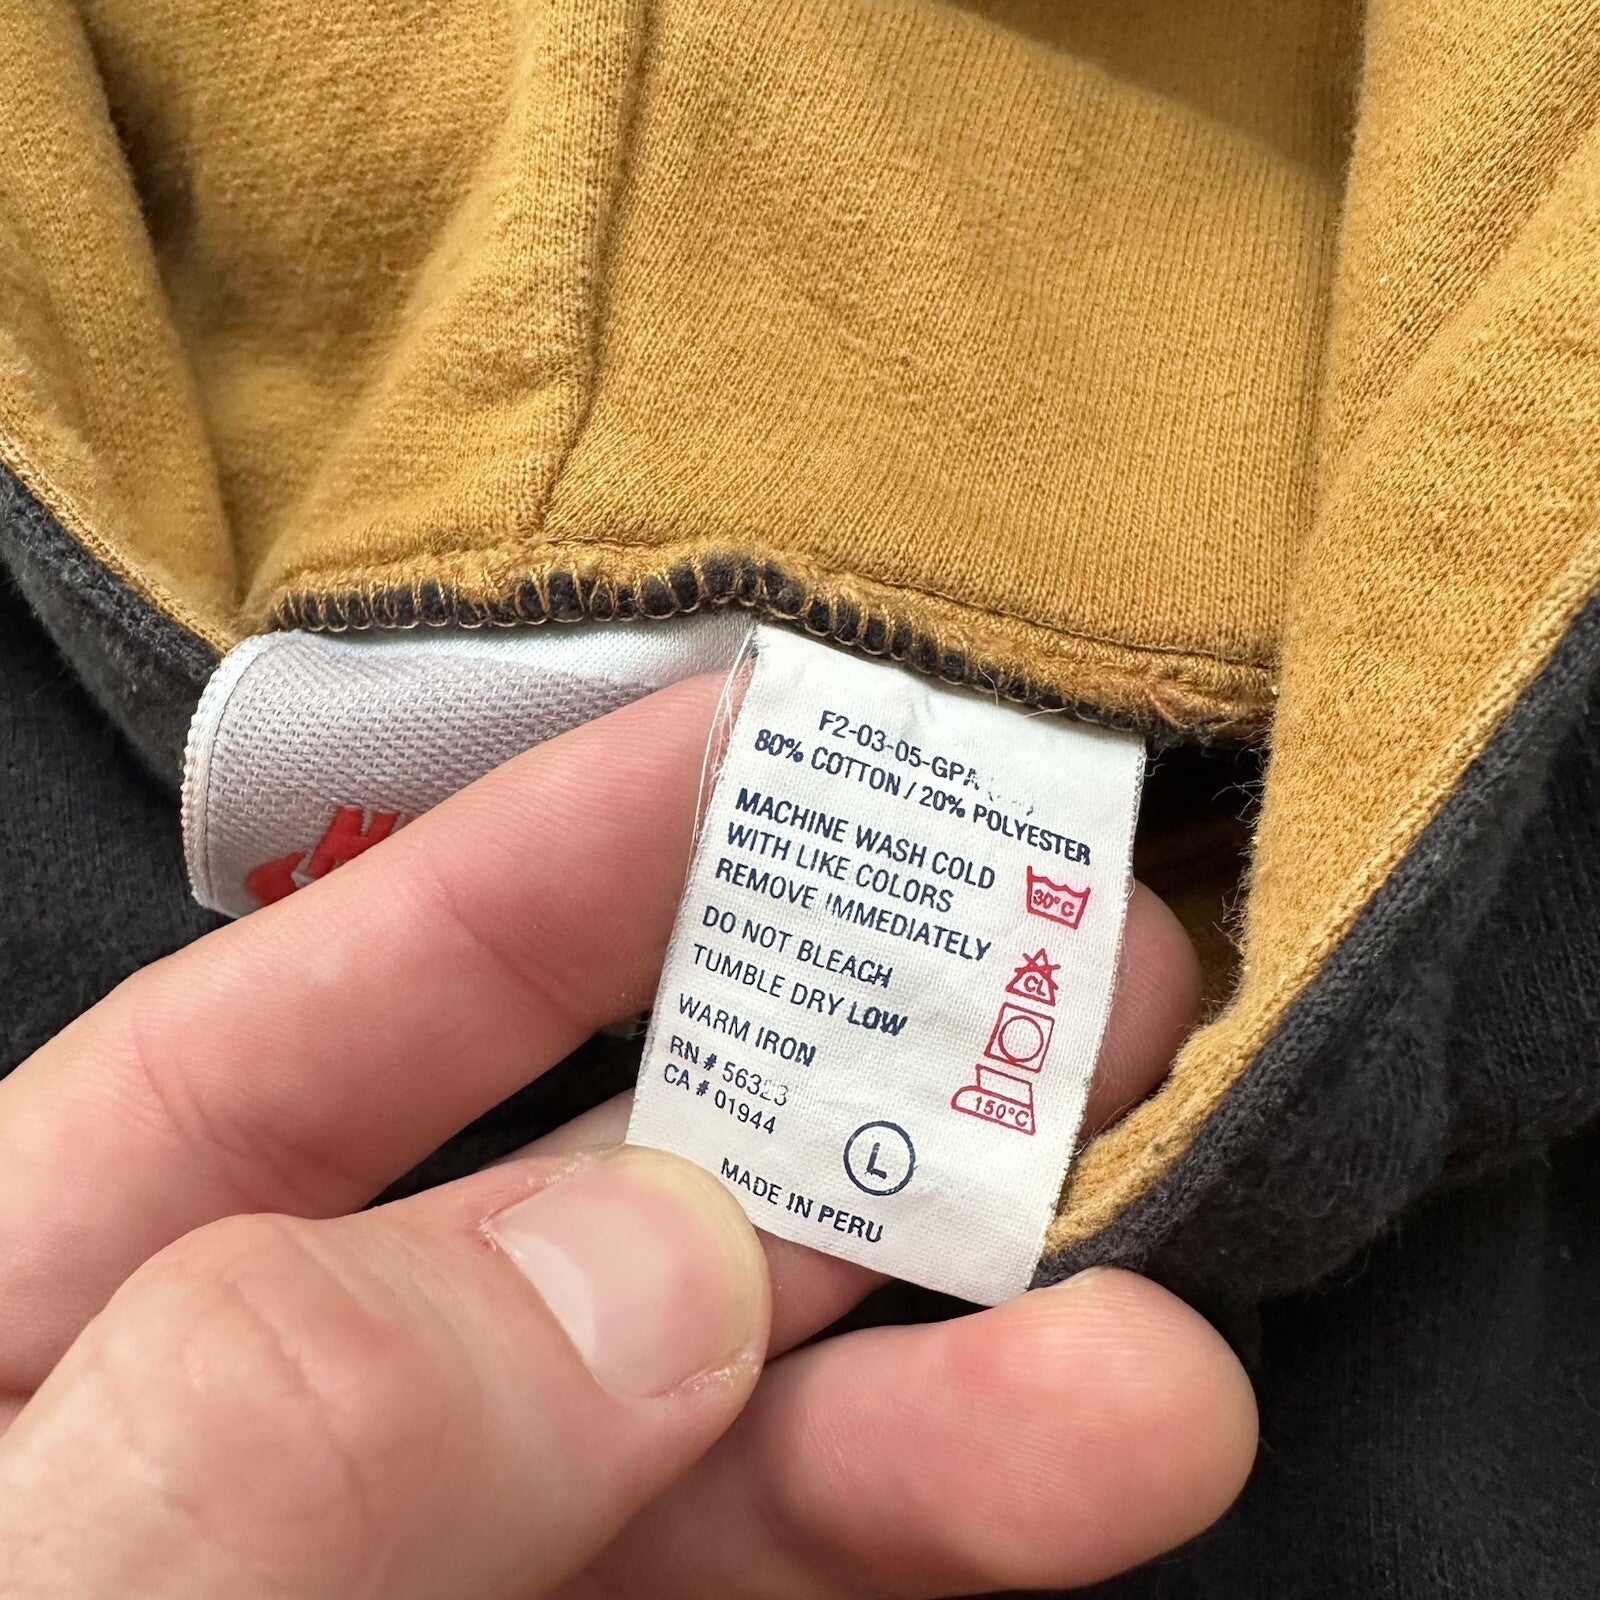 F2-03-05-GPA
80% COTTON / 20% POLYESTER
MACHINE WASH COLD
WITH LIKE COLORS
REMOVE IMMEDIATELY
DO NOT BLEACH
TUMBLE DRY LOW
WARM IRON
RN # 56323
CA # 01944
30°C
CL
150°C
L
MADE IN PERU